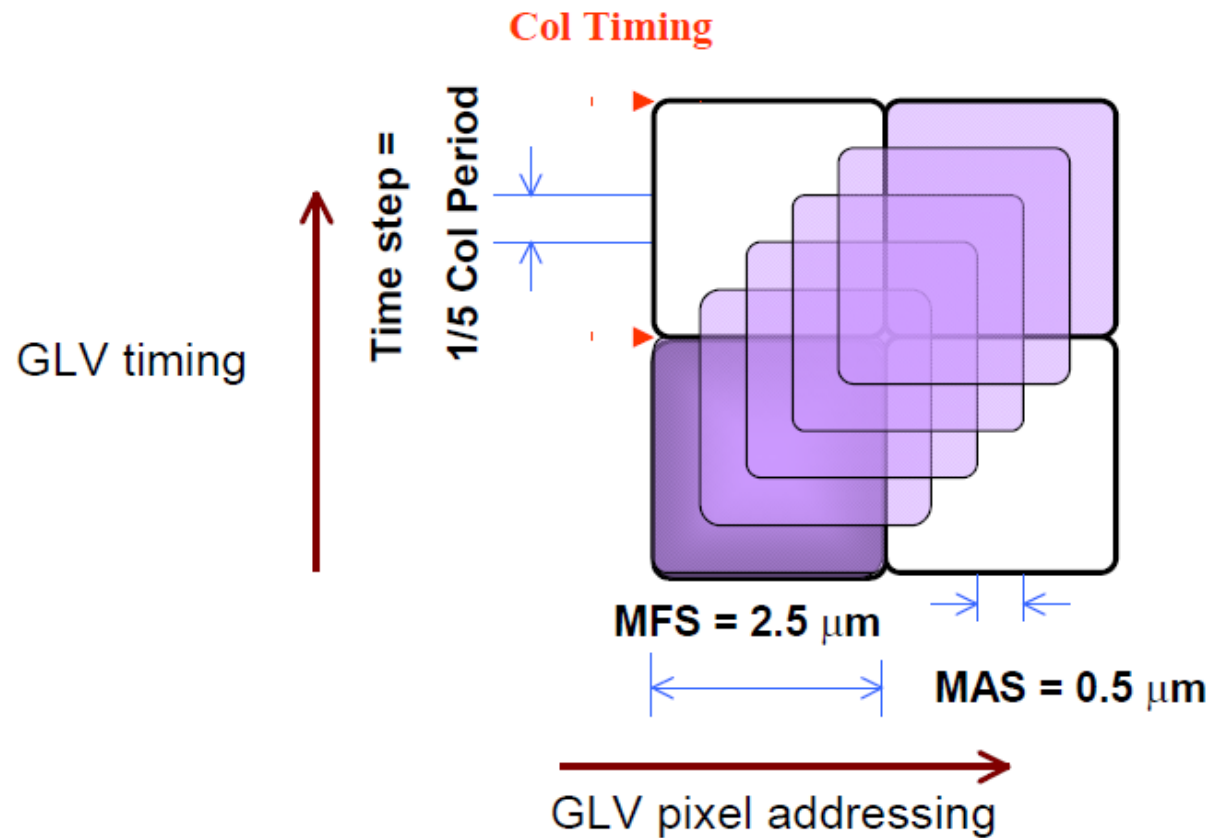 Col Timing
Time step =
1/5 Col Period
GLV timing
MFS = 2.5 μm
MAS = 0.5 μm
GLV pixel addressing